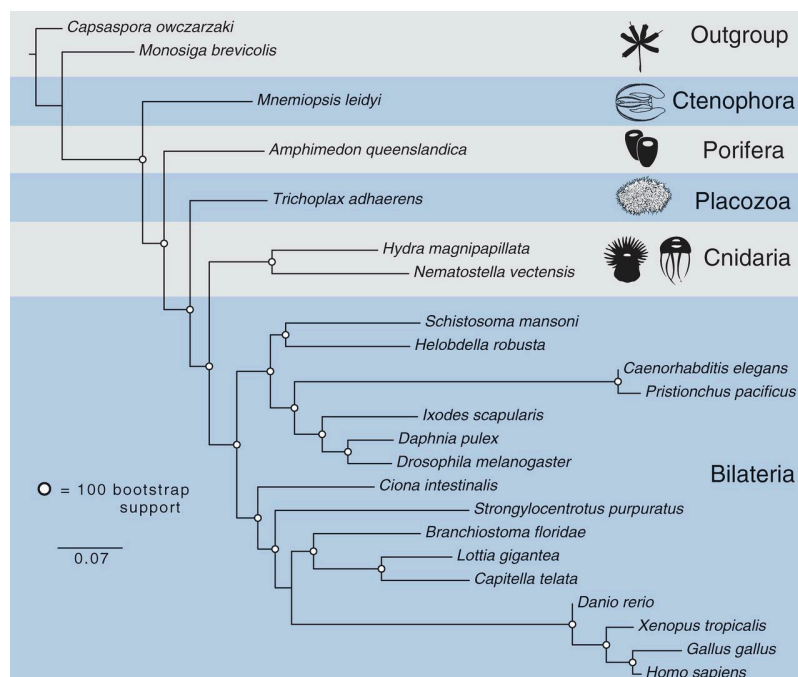 Capsaspora owczarzaki
Outgroup
Monosiga brevicolis
Mnemiopsis leidyi
Ctenophora
Amphimedon queenslandica
Porifera
Trichoplax adhaerens
Placozoa
Hydra magnipapillata
Cnidaria
Nematostella vectensis
Schistosoma mansoni
Helobdella robusta
Caenorhabditis elegans
Pristionchus pacificus
Ixodes scapularis
Daphnia pulex
Drosophila melanogaster
Bilateria
Ciona intestinalis
= 100 bootstrap
support
Strongylocentrotus purpuratus
Branchiostoma floridae
0.07
Lottia gigantea
Capitella telata
Danio rerio
Xenopus tropicalis
Gallus gallus
Homo sapiens